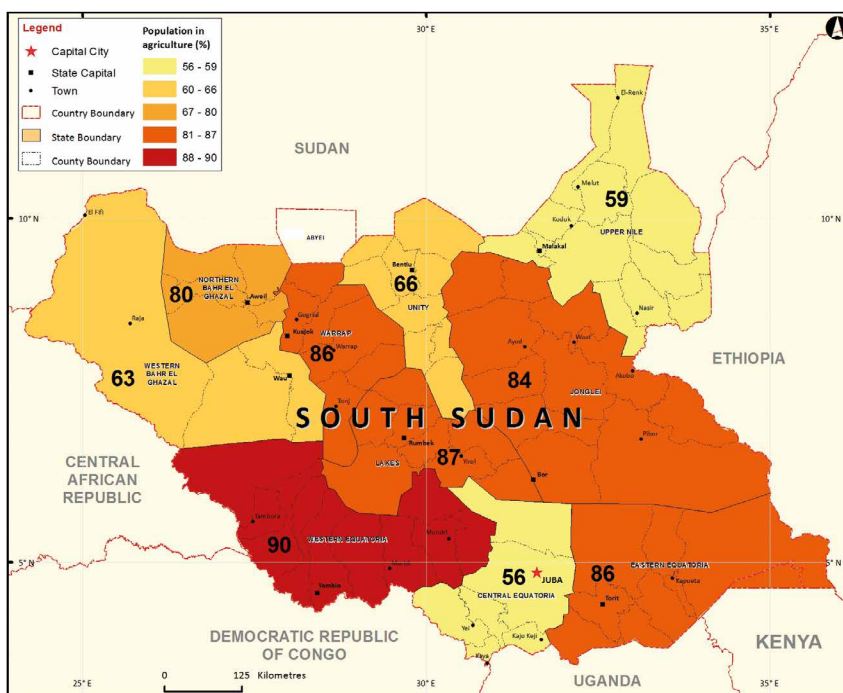 Legend
Capital City
State Capital
Town
Country Boundary
State Boundary
County Boundary
Population in
agriculture (%)
56 - 59
60 - 66
67 - 80
81 - 87
88 - 90
30°E
35°E
El-Renk
SUDAN
Melut
59
10° N
10°N
El Fifi
Koduk
UPPER NILE
ABYEI
Malakal
Bentiu
66
NORTHERN
BAHR EL
GHAZAL
80
Aweil
UNITY
Nasir
Raja
Gogrial
Kuajok
WARRAP
86
Warrap
Ayod
Waat
ETHIOPIA
63
WESTERN
BAHR EL
GHAZAL
Wau
84
Akobo
JONGLEI
Tonj
SOUTH SUDAN
Rumbek
Pibor
CENTRAL
AFRICAN
REPUBLIC
LAKES
87
Yirol
Bor
Tambura
90
WESTERN EQUATORIA
Mundri
5° N
5°N
Maridi
56
JUBA
86
EASTERN EQUATORIA
Kapueta
Yambio
CENTRAL EQUATORIA
Torit
DEMOCRATIC REPUBLIC
OF CONGO
Yei
Kajo Keji
KENYA
Kaya
UGANDA
0
125 Kilometres
25° E
30°E
35°E